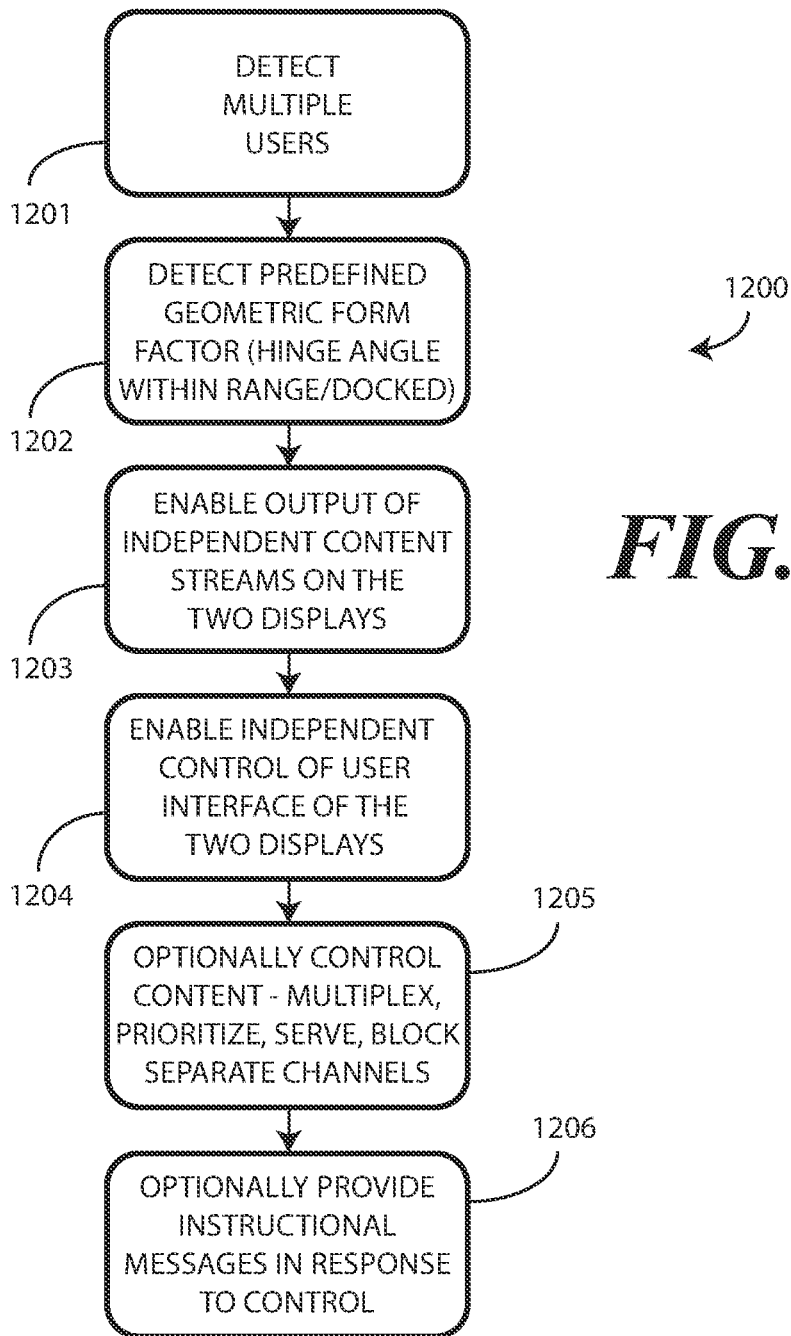 DETECT
MULTIPLE
USERS
1201
DETECT PREDEFINED
GEOMETRIC FORM
FACTOR (HINGE ANGLE
WITHIN RANGE/DOCKED)
1202
1200
ENABLE OUTPUT OF
INDEPENDENT CONTENT
STREAMS ON THE
TWO DISPLAYS
1203
FIG.
ENABLE INDEPENDENT
CONTROL OF USER
INTERFACE OF THE
TWO DISPLAYS
1204
1205
OPTIONALLY CONTROL
CONTENT - MULTIPLEX,
PRIORITIZE, SERVE, BLOCK
SEPARATE CHANNELS
1206
OPTIONALLY PROVIDE
INSTRUCTIONAL
MESSAGES IN RESPONSE
TO CONTROL